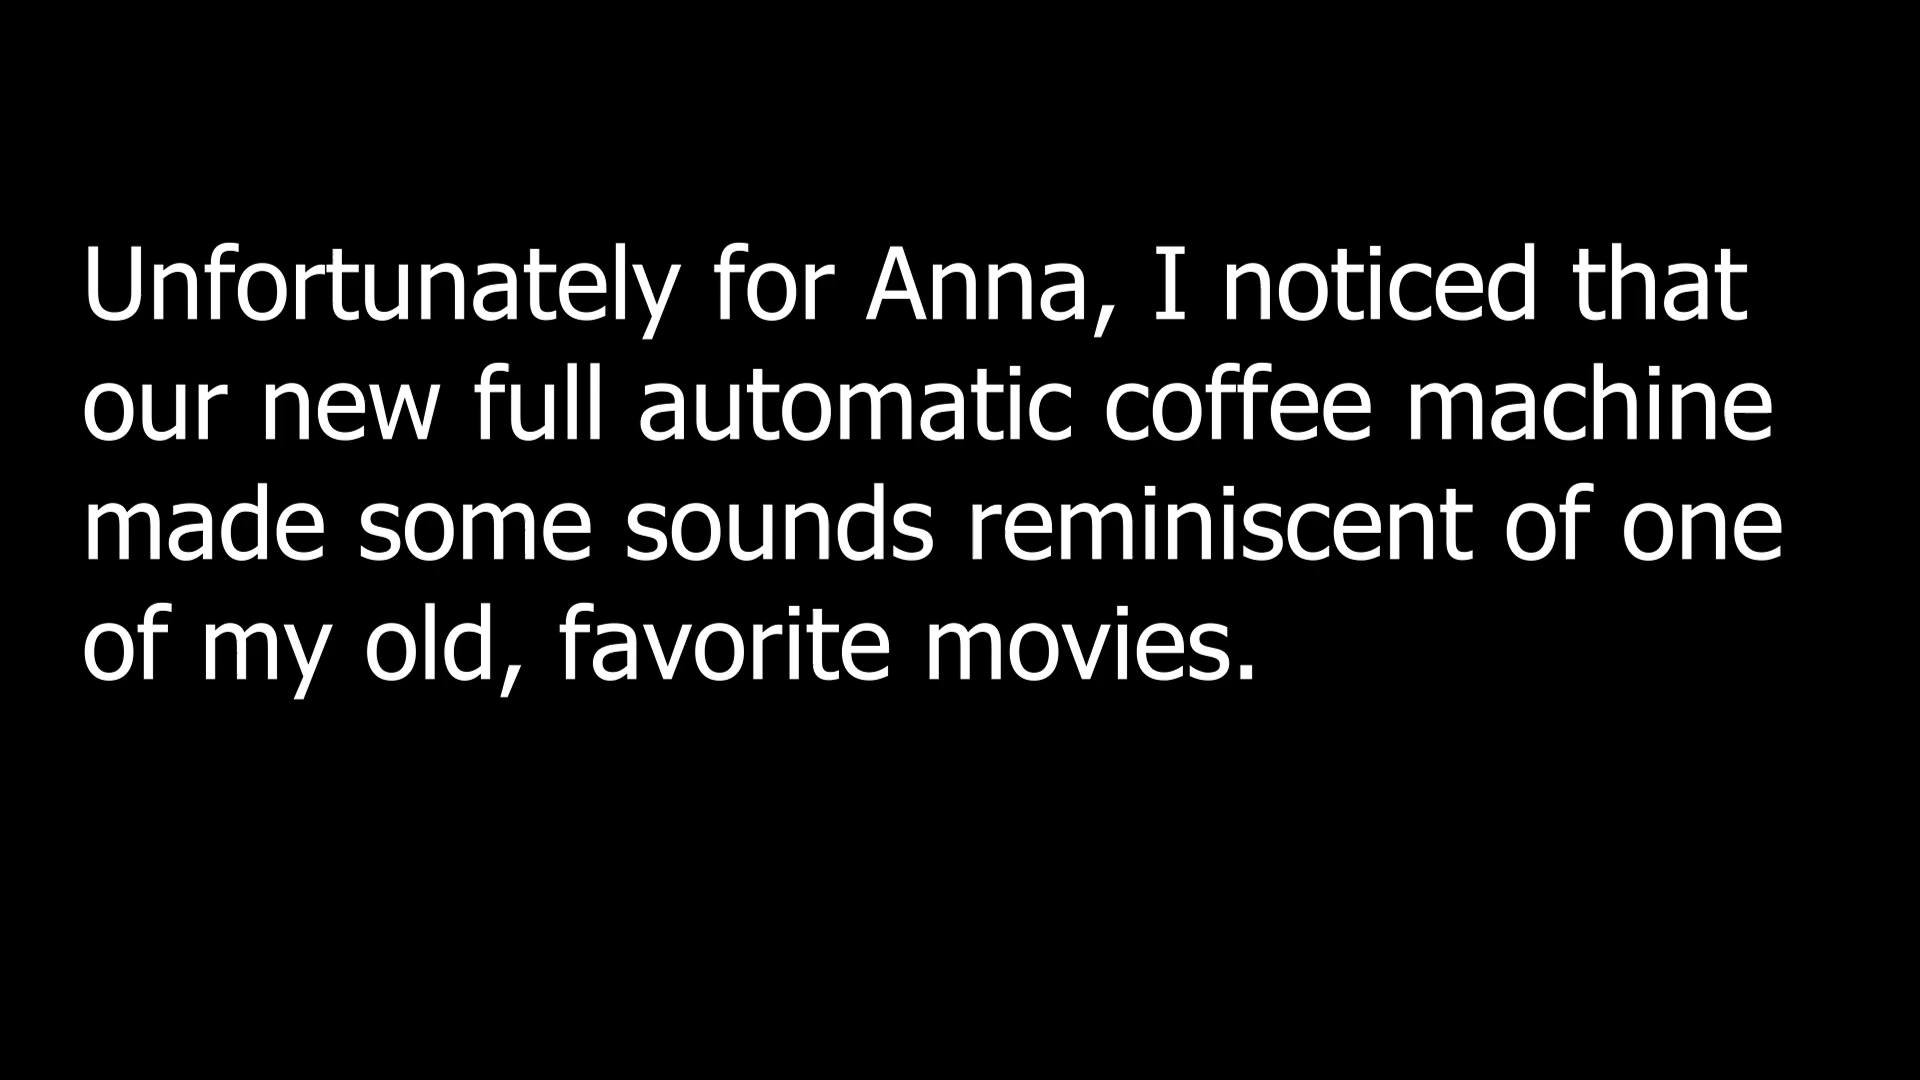 Unfortunately for Anna, I noticed that
our new full automatic coffee machine
made some sounds reminiscent of one
of my old, favorite movies.